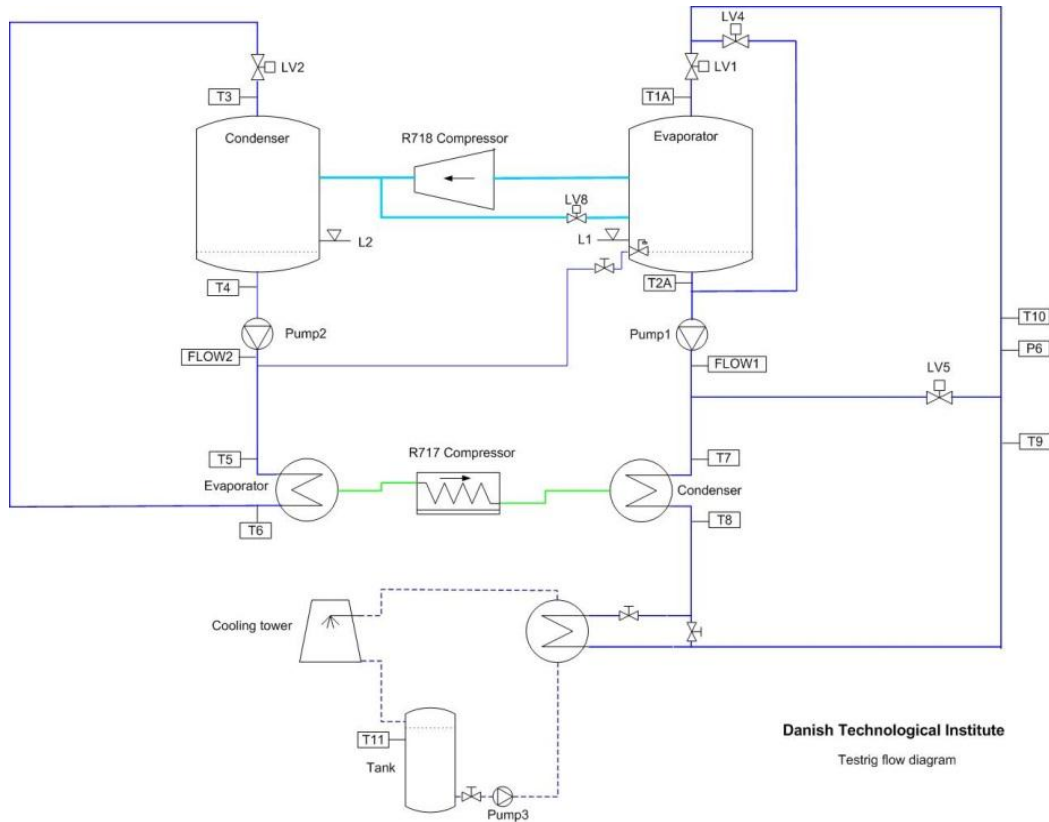 LV4
LV2
LV1
T3
T1A
Condenser
R718 Compressor
Evaporator
LV8
L2
L1
T4
T2A
Pump2
Pump1
T10
FLOW2
FLOW1
P6
LV5
T5
R717 Compressor
T7
T9
Evaporator
Condenser
T6
T8
Cooling tower
T11
Tank
Pump3
Danish Technological Institute
Testrig flow diagram